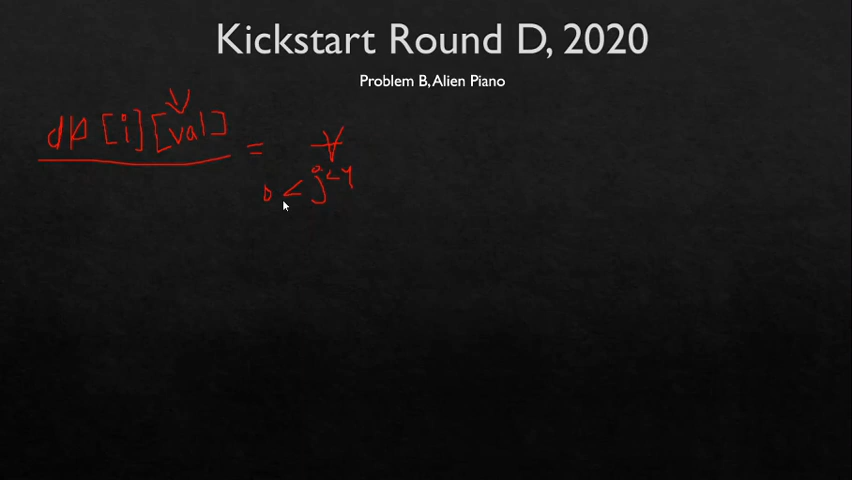 Kickstart Round D, 2020
Problem B, Alien Piano
dp[i][val] = ∀
0 < j < 4